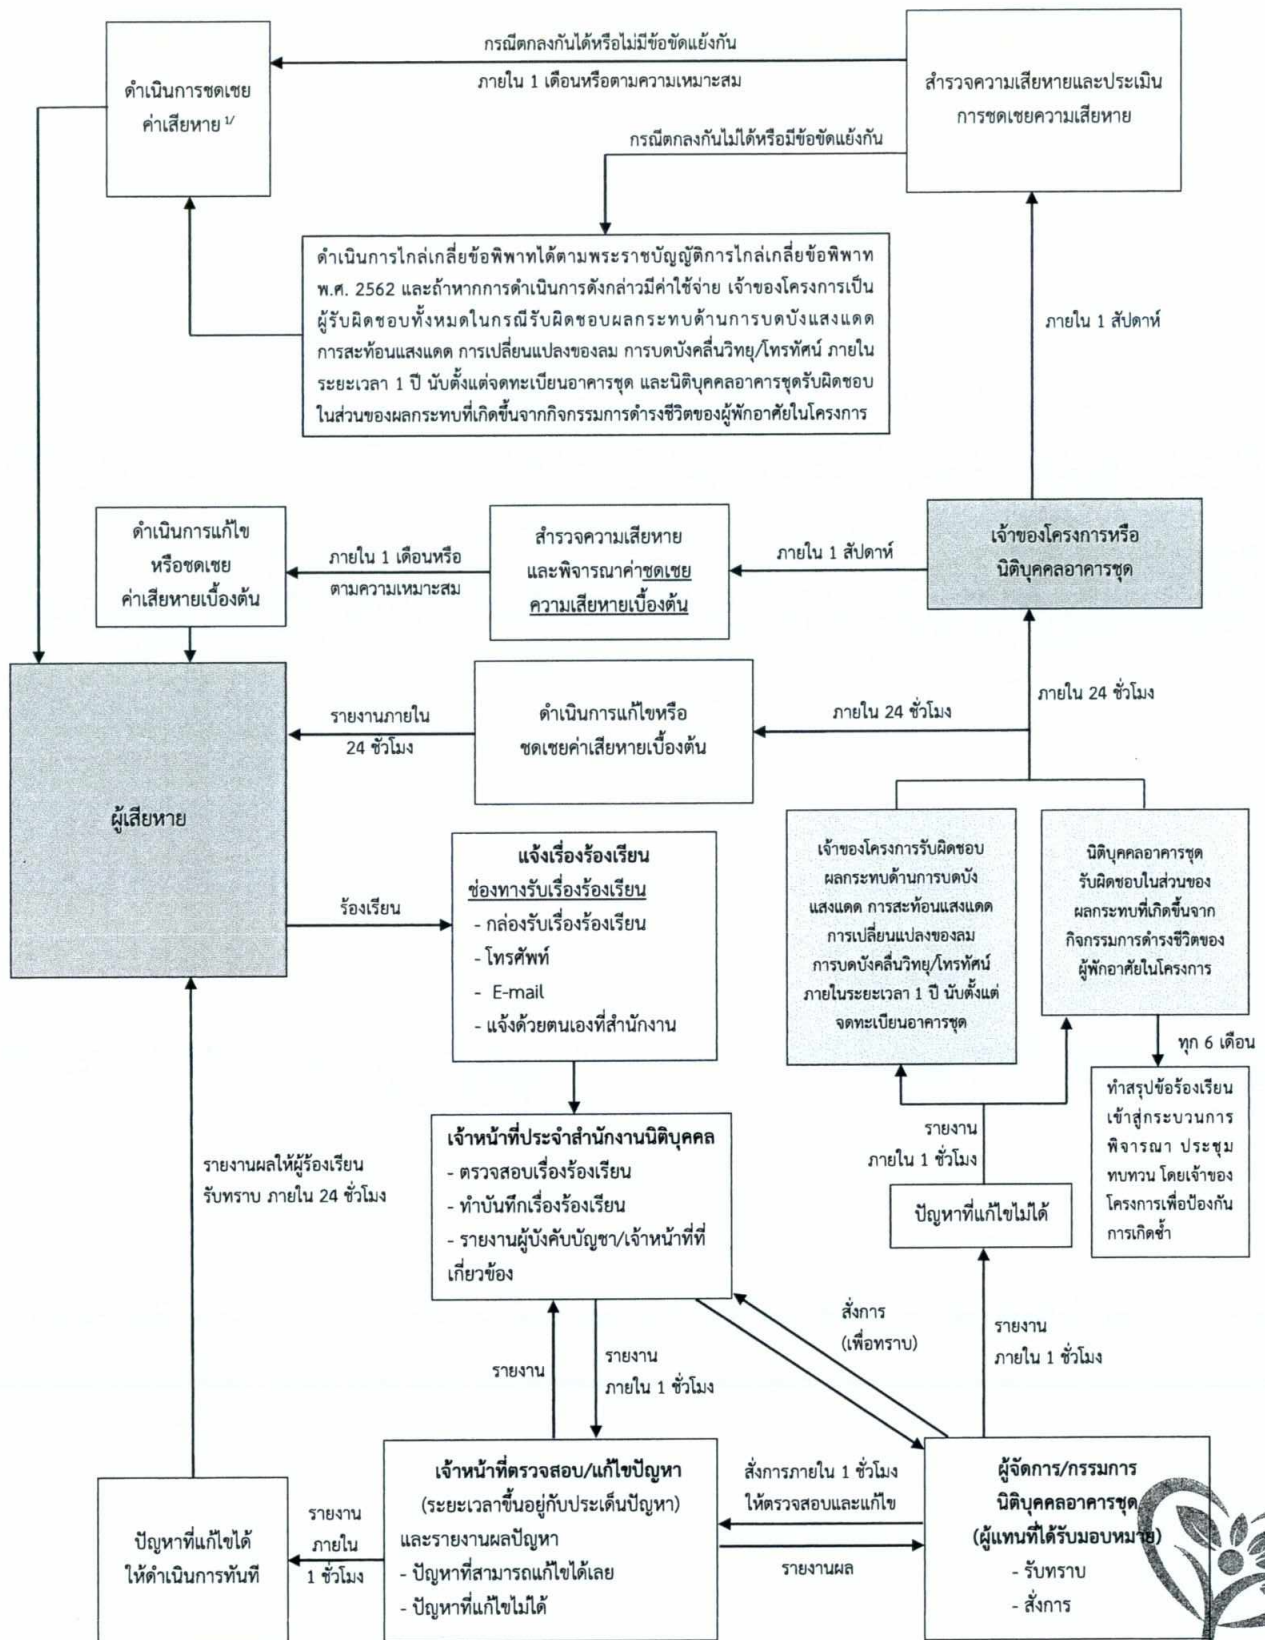 กรณีตกลงกันได้หรือไม่มีข้อขัดแย้งกัน
ภายใน 1 เดือนหรือตามความเหมาะสม
ดำเนินการชดเชย
ค่าเสียหาย 1/
สำรวจความเสียหายและประเมิน
การชดเชยความเสียหาย
กรณีตกลงกันไม่ได้หรือมีข้อขัดแย้งกัน
ดำเนินการไกล่เกลี่ยข้อพิพาทได้ตามพระราชบัญญัติการไกล่เกลี่ยข้อพิพาท
พ.ศ. 2562 และถ้าหากการดำเนินการดังกล่าวมีค่าใช้จ่าย เจ้าของโครงการเป็น
ผู้รับผิดชอบทั้งหมดในกรณีรับผิดชอบผลกระทบด้านการบดบังแสงแดด
การสะท้อนแสงแดด การเปลี่ยนแปลงของลม การบดบังคลื่นวิทยุ/โทรทัศน์ ภายใน
ระยะเวลา 1 ปี นับตั้งแต่จดทะเบียนอาคารชุด และนิติบุคคลอาคารชุดรับผิดชอบ
ในส่วนของผลกระทบที่เกิดขึ้นจากกิจกรรมการดำรงชีวิตของผู้พักอาศัยในโครงการ
ภายใน 1 สัปดาห์
ดำเนินการแก้ไข
หรือชดเชย
ค่าเสียหายเบื้องต้น
ภายใน 1 เดือนหรือ
ตามความเหมาะสม
สำรวจความเสียหาย
และพิจารณาค่าชดเชย
ความเสียหายเบื้องต้น
ภายใน 1 สัปดาห์
เจ้าของโครงการหรือ
นิติบุคคลอาคารชุด
ผู้เสียหาย
รายงานภายใน
24 ชั่วโมง
ดำเนินการแก้ไขหรือ
ชดเชยค่าเสียหายเบื้องต้น
ภายใน 24 ชั่วโมง
ภายใน 24 ชั่วโมง
ร้องเรียน
แจ้งเรื่องร้องเรียน
ช่องทางรับเรื่องร้องเรียน
- กล่องรับเรื่องร้องเรียน
- โทรศัพท์
- E-mail
- แจ้งด้วยตนเองที่สำนักงาน
เจ้าของโครงการรับผิดชอบ
ผลกระทบด้านการบดบัง
แสงแดด การสะท้อนแสงแดด
การเปลี่ยนแปลงของลม
การบดบังคลื่นวิทยุ/โทรทัศน์
ภายในระยะเวลา 1 ปี นับตั้งแต่
จดทะเบียนอาคารชุด
นิติบุคคลอาคารชุด
รับผิดชอบในส่วนของ
ผลกระทบที่เกิดขึ้นจาก
กิจกรรมการดำรงชีวิตของ
ผู้พักอาศัยในโครงการ
ทุก 6 เดือน
ทำสรุปข้อร้องเรียน
เข้าสู่กระบวนการ
พิจารณา ประชุม
ทบทวน โดยเจ้าของ
โครงการเพื่อป้องกัน
การเกิดซ้ำ
รายงาน
ภายใน 1 ชั่วโมง
ปัญหาที่แก้ไขไม่ได้
รายงาน
ภายใน 1 ชั่วโมง
เจ้าหน้าที่ประจำสำนักงานนิติบุคคล
- ตรวจสอบเรื่องร้องเรียน
- ทำบันทึกเรื่องร้องเรียน
- รายงานผู้บังคับบัญชา/เจ้าหน้าที่ที่
เกี่ยวข้อง
รายงานผลให้ผู้ร้องเรียน
รับทราบ ภายใน 24 ชั่วโมง
สั่งการ
(เพื่อทราบ)
รายงาน
รายงาน
ภายใน 1 ชั่วโมง
ปัญหาที่แก้ไขได้
ให้ดำเนินการทันที
รายงาน
ภายใน
1 ชั่วโมง
เจ้าหน้าที่ตรวจสอบ/แก้ไขปัญหา
(ระยะเวลาขึ้นอยู่กับประเด็นปัญหา)
และรายงานผลปัญหา
- ปัญหาที่สามารถแก้ไขได้เลย
- ปัญหาที่แก้ไขไม่ได้
สั่งการภายใน 1 ชั่วโมง
ให้ตรวจสอบและแก้ไข
รายงานผล
ผู้จัดการ/กรรมการ
นิติบุคคลอาคารชุด
(ผู้แทนที่ได้รับมอบหมาย)
- รับทราบ
- สั่งการ